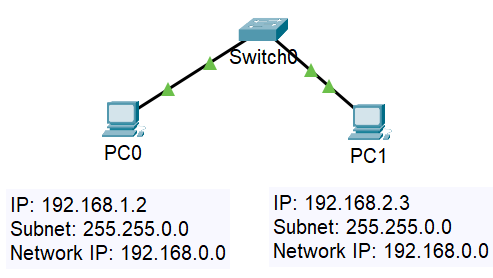 Switch0
PC0
PC1
IP: 192.168.1.2
Subnet: 255.255.0.0
Network IP: 192.168.0.0
IP: 192.168.2.3
Subnet: 255.255.0.0
Network IP: 192.168.0.0